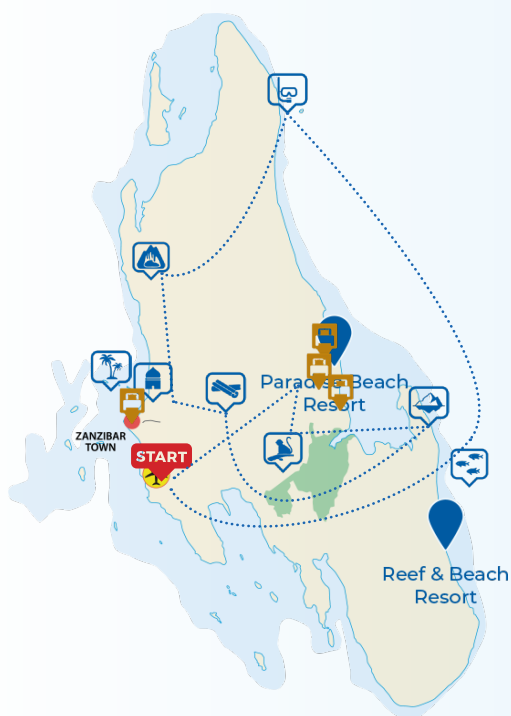 Paradise Beach
Resort
ZANZIBAR
TOWN
START
Reef & Beach
Resort